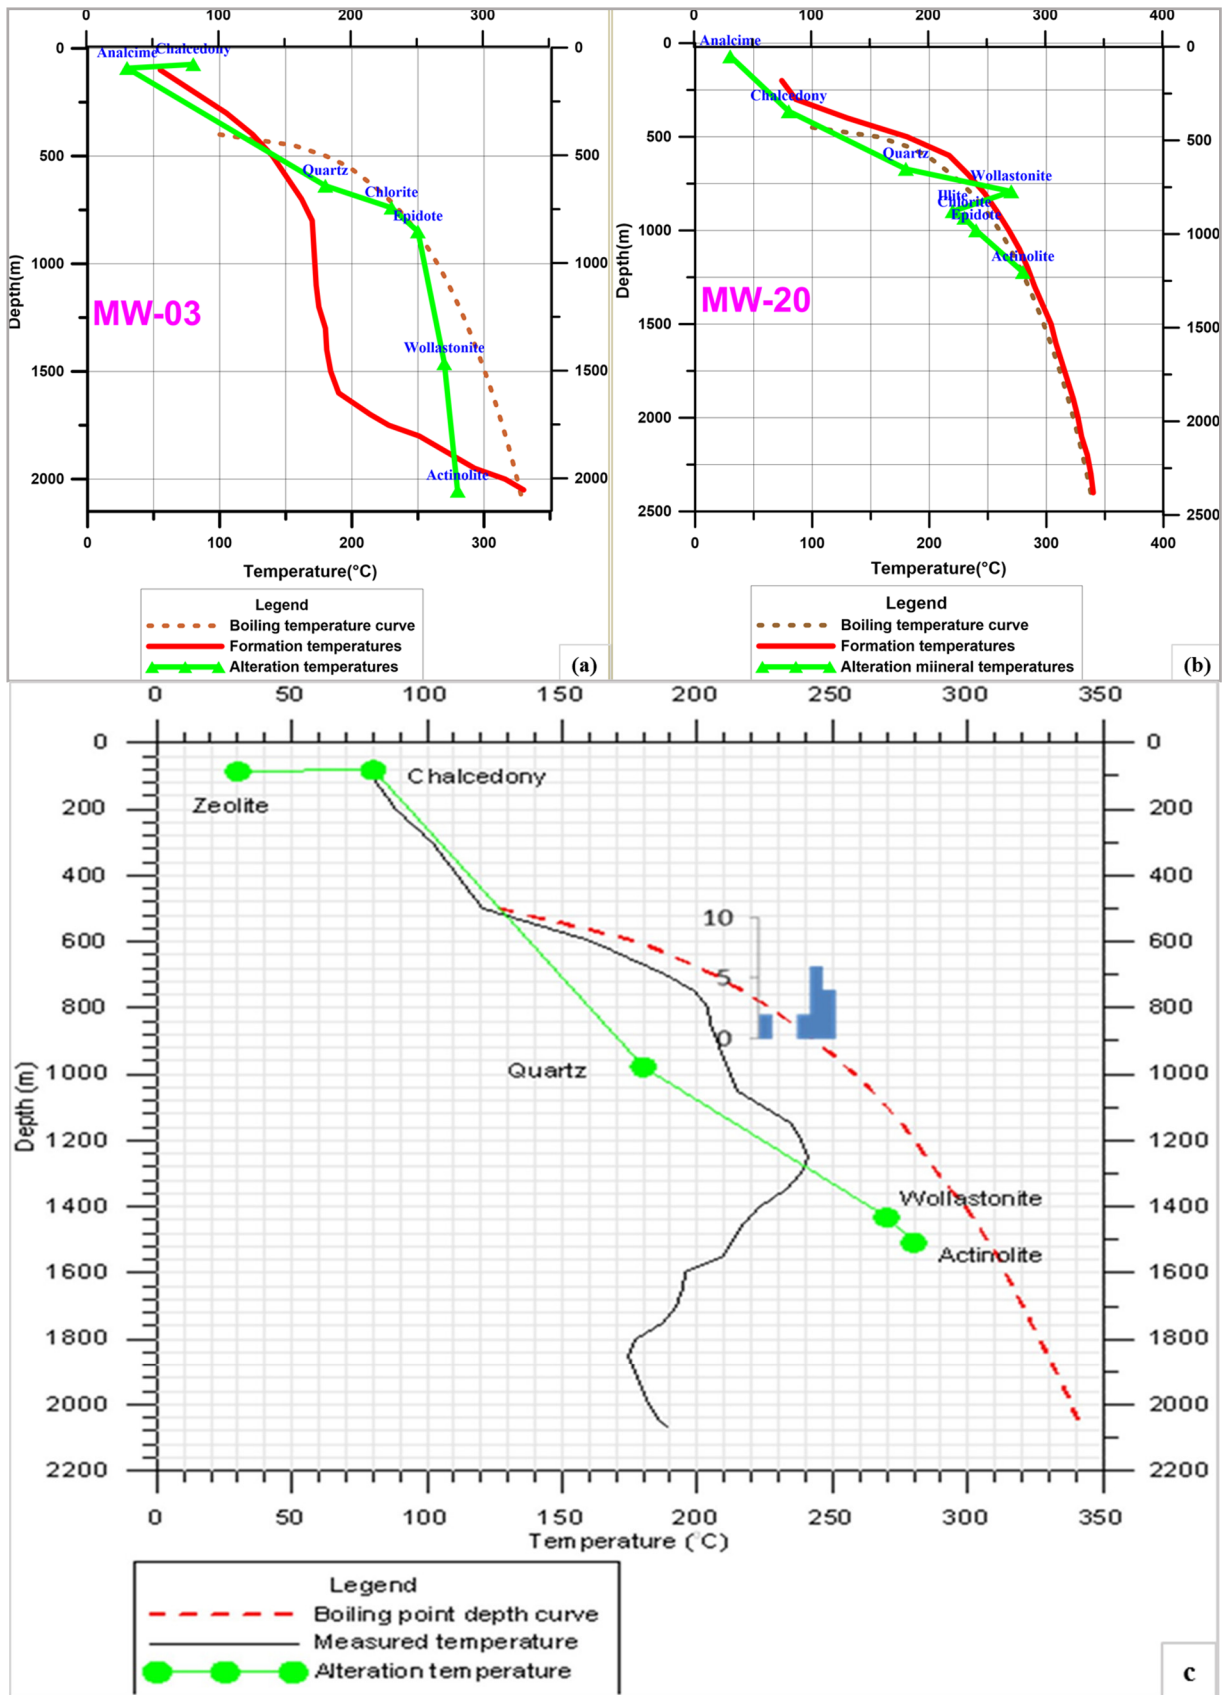 0 100 200 300
0 100 200 300 400
0 0
500 500
1000 1000
1500 1500
2000 2000
Depth(m)
Analcime Chalcedony
Quartz
Chlorite
Epidote
MW-03
Wollastonite
Actinolite
0 100 200 300
Temperature(°C)
Legend
Boiling temperature curve
Formation temperatures
Alteration temperatures
(a)
0 0
500 500
1000 1000
1500 1500
2000 2000
2500 2500
Depth(m)
Analcime
Chalcedony
Quartz
Wollastonite
Illite
Chlorite
Epidote
Actinolite
MW-20
0 100 200 300 400
Temperature(°C)
Legend
Boiling temperature curve
Formation temperatures
Alteration miineral temperatures
(b)
0 50 100 150 200 250 300 350
0 0
200 200
400 400
600 600
800 800
1000 1000
1200 1200
1400 1400
1600 1600
1800 1800
2000 2000
2200 2200
Depth (m)
Chalcedony
Zeolite
10
5
0
Quartz
Wollastonite
Actinolite
0 50 100 150 200 250 300 350
Temperature (°C)
Legend
Boiling point depth curve
Measured temperature
Alteration temperature
c